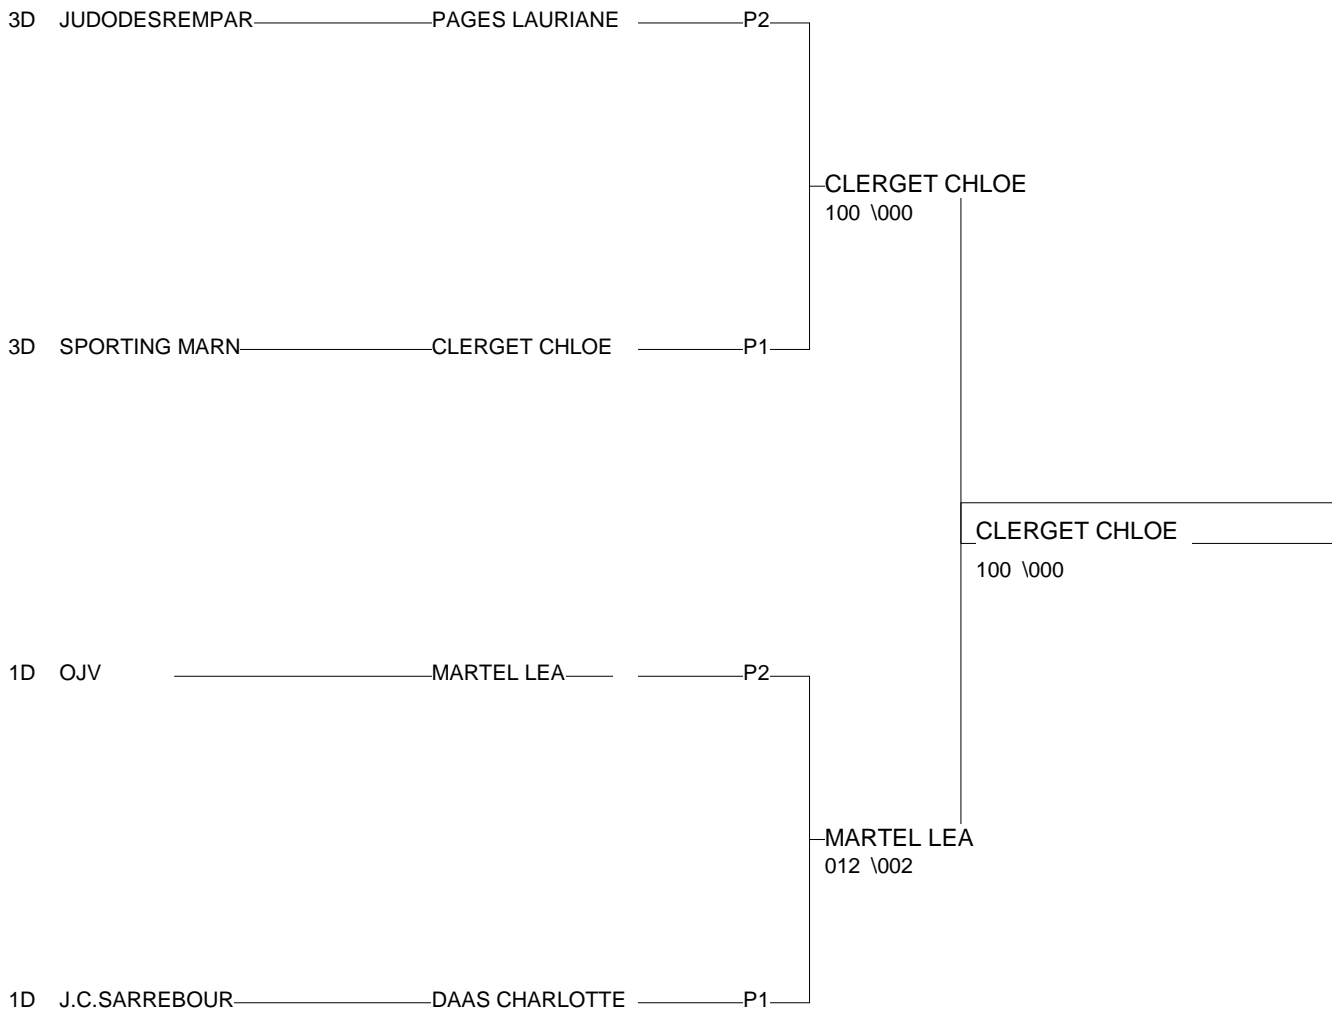 3D JUDODESREMPAR PAGES LAURIANE P2
CLERGET CHLOE
100 \000
3D SPORTING MARN CLERGET CHLOE P1
CLERGET CHLOE
100 \000
1D OJV MARTEL LEA P2
MARTEL LEA
012 \002
1D J.C.SARREBOUR DAAS CHARLOTTE P1